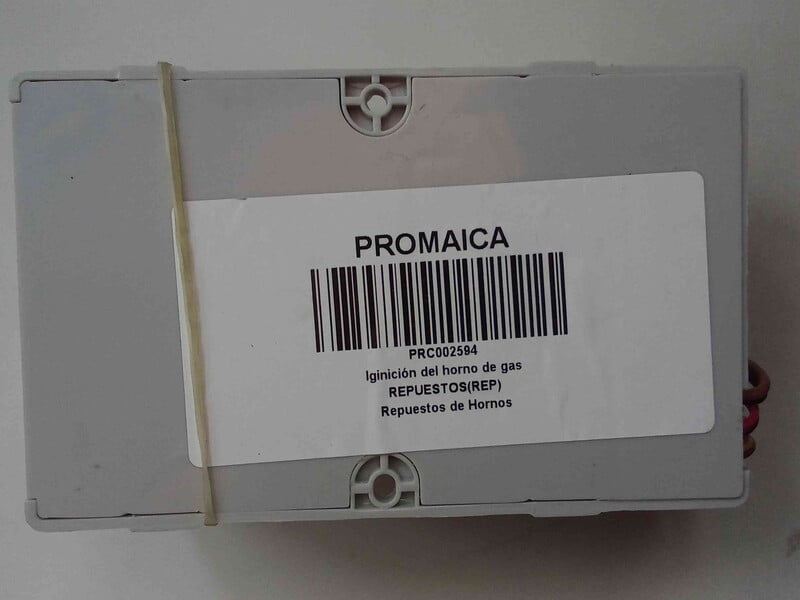 PROMAICA
PRC002594
Iginición del horno de gas
REPUESTOS(REP)
Repuestos de Hornos